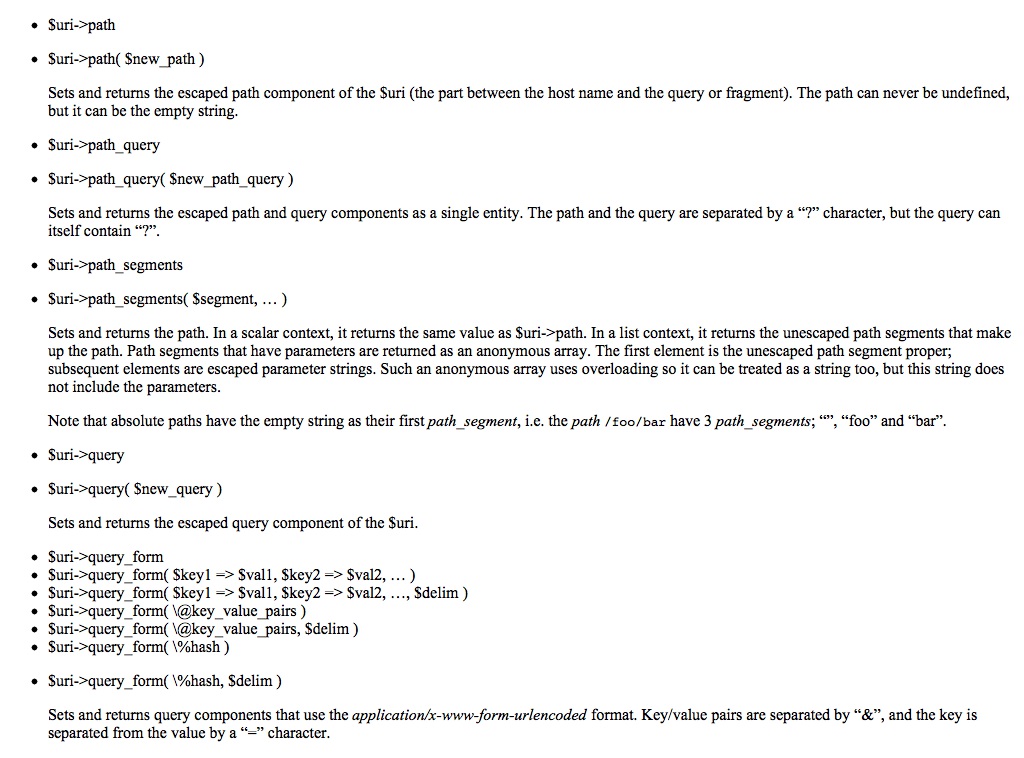 • $uri->path
• $uri->path( $new_path )
Sets and returns the escaped path component of the $uri (the part between the host name and the query or fragment). The path can never be undefined,
but it can be the empty string.
• $uri->path_query
• $uri->path_query( $new_path_query )
Sets and returns the escaped path and query components as a single entity. The path and the query are separated by a “?” character, but the query can
itself contain “?”.
• $uri->path_segments
• $uri->path_segments( $segment, … )
Sets and returns the path. In a scalar context, it returns the same value as $uri->path. In a list context, it returns the unescaped path segments that make
up the path. Path segments that have parameters are returned as an anonymous array. The first element is the unescaped path segment proper;
subsequent elements are escaped parameter strings. Such an anonymous array uses overloading so it can be treated as a string too, but this string does
not include the parameters.
Note that absolute paths have the empty string as their first path_segment, i.e. the path /foo/bar have 3 path_segments; “”, “foo” and “bar”.
• $uri->query
• $uri->query( $new_query )
Sets and returns the escaped query component of the $uri.
• $uri->query_form
• $uri->query_form( $key1 => $val1, $key2 => $val2, … )
• $uri->query_form( $key1 => $val1, $key2 => $val2, …, $delim )
• $uri->query_form( \@key_value_pairs )
• $uri->query_form( \@key_value_pairs, $delim )
• $uri->query_form( \%hash )
• $uri->query_form( \%hash, $delim )
Sets and returns query components that use the application/x-www-form-urlencoded format. Key/value pairs are separated by “&”, and the key is
separated from the value by a “=” character.